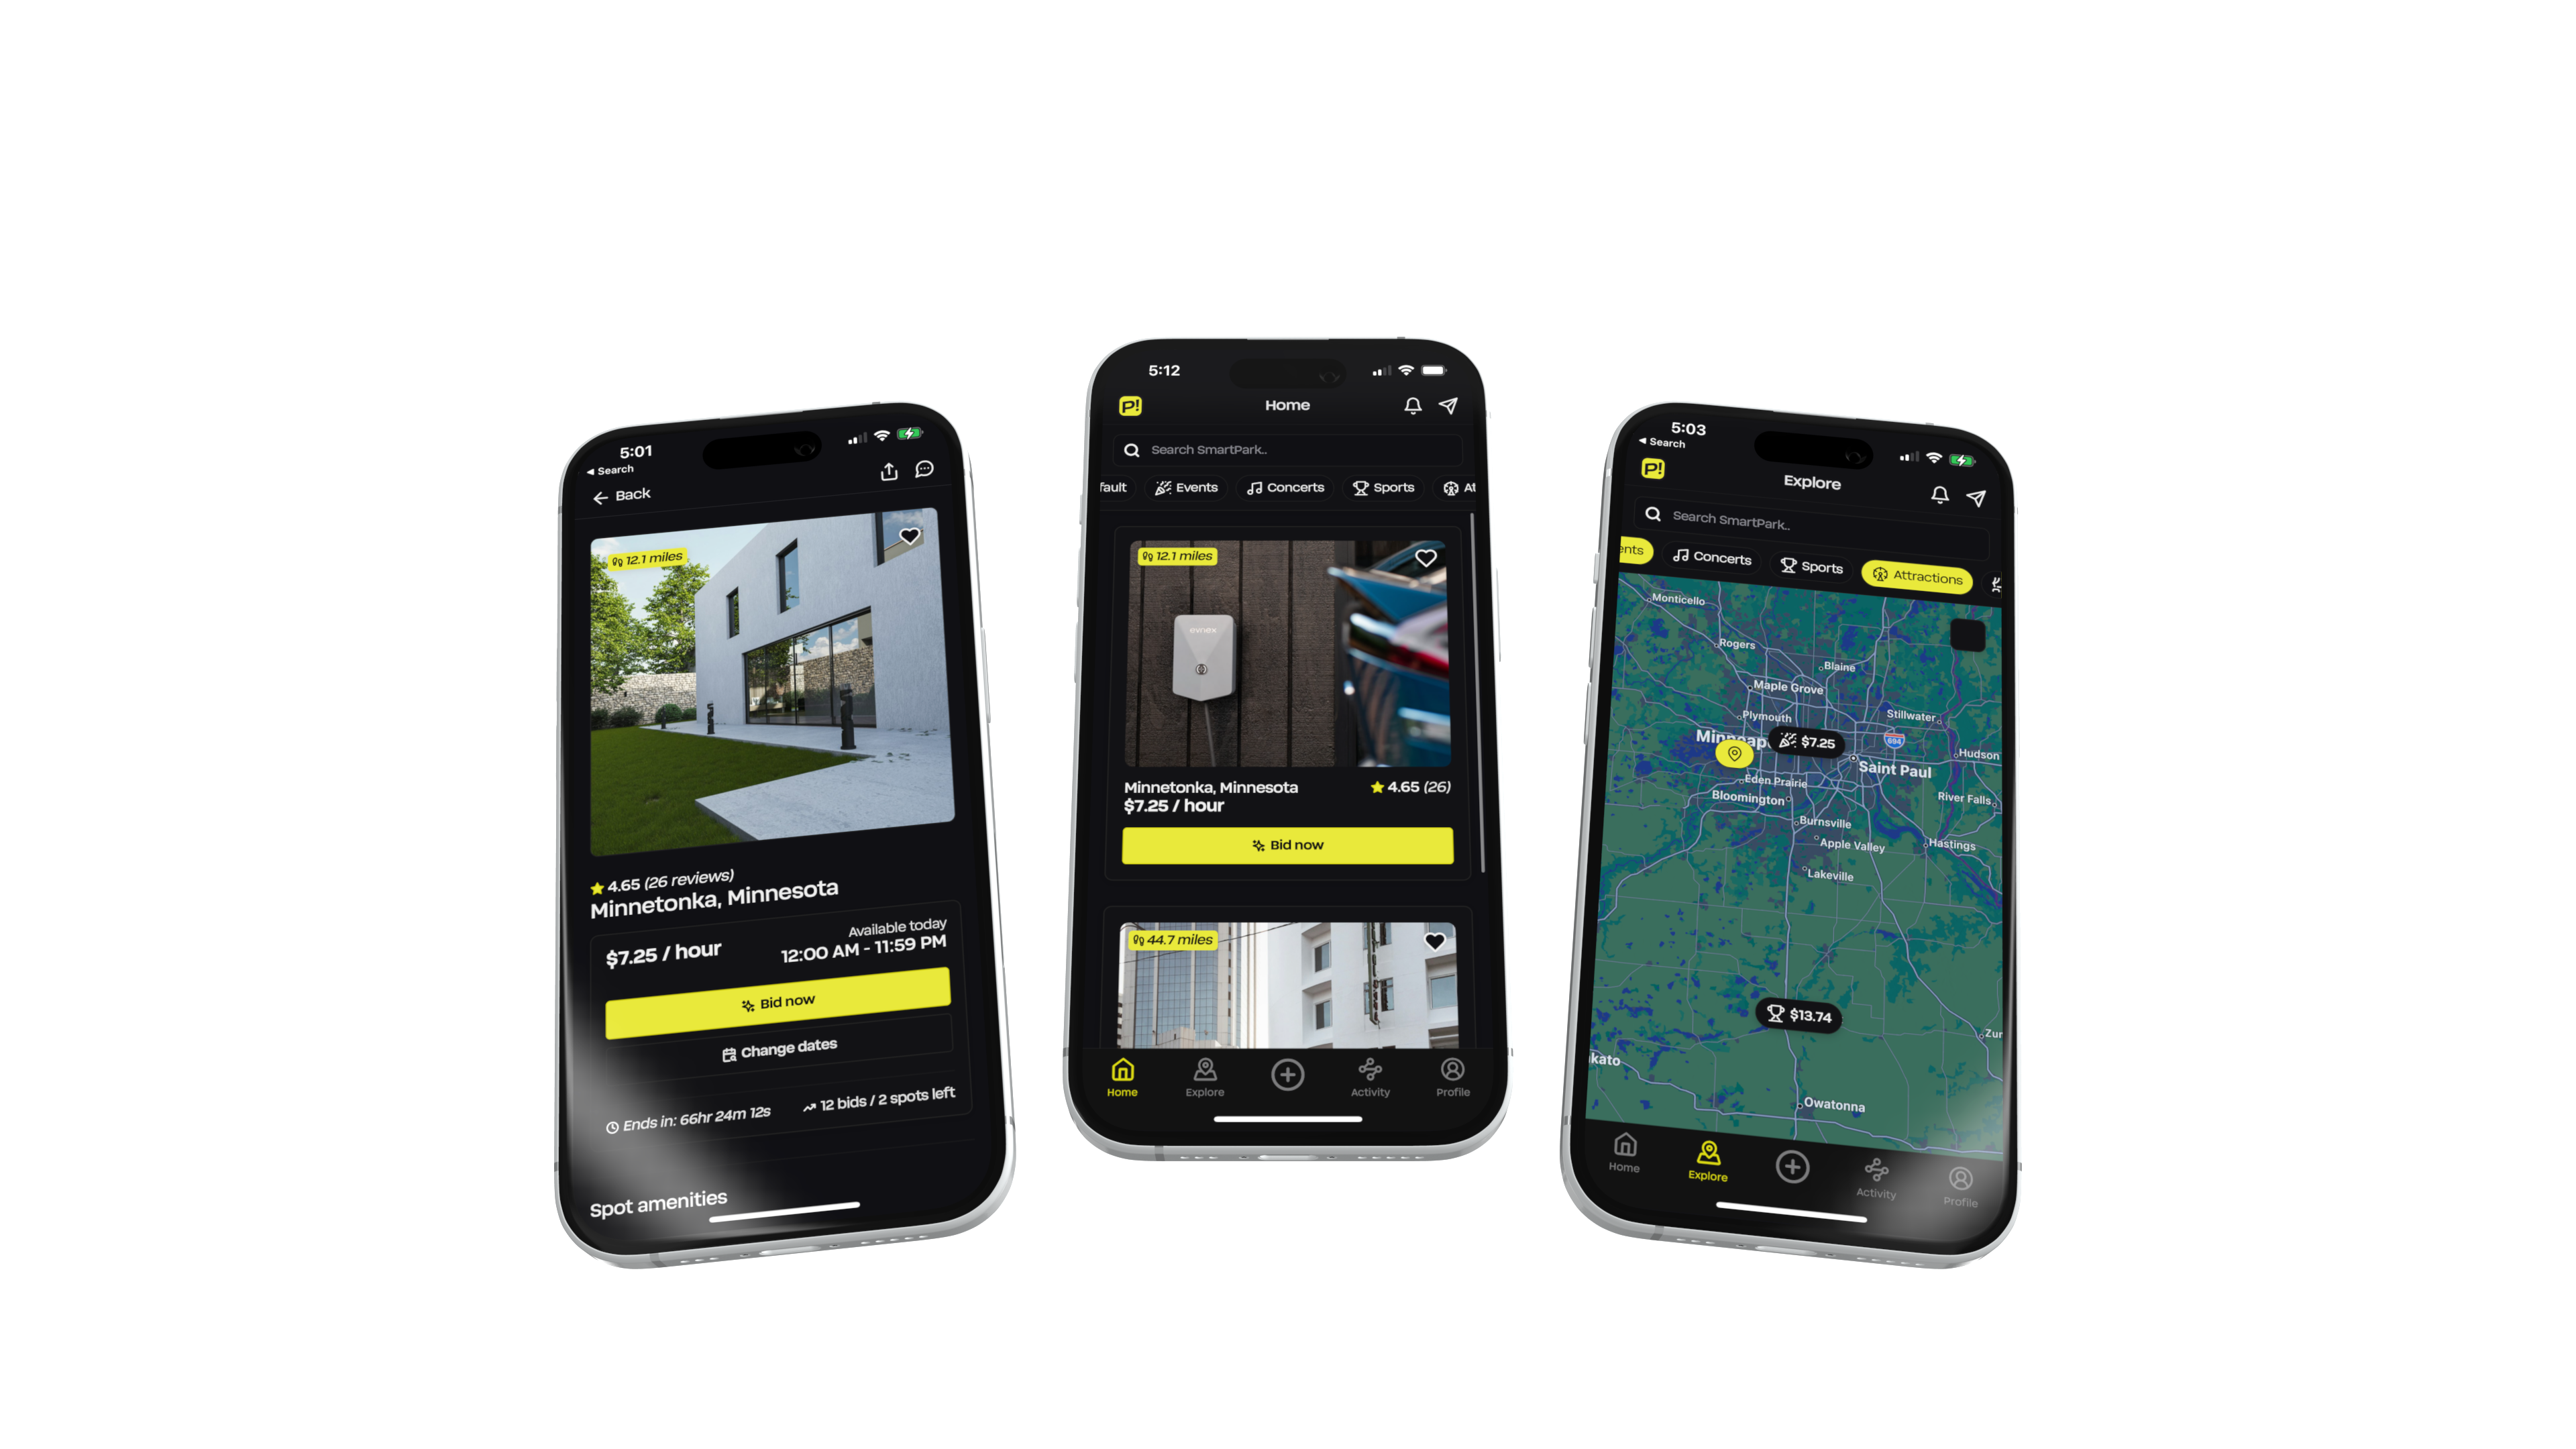 5:01
◀ Search
Back
12.1 miles
4.65 (26 reviews)
Minnetonka, Minnesota
$7.25 / hour
Available today
12:00 AM - 11:59 PM
Bid now
Change dates
Ends in: 66hr 24m 12s
12 bids / 2 spots left
Spot amenities
5:12
P!
Home
Search SmartPark..
fault
Events
Concerts
Sports
At
12.1 miles
evnex
Minnetonka, Minnesota
4.65 (26)
$7.25 / hour
Bid now
44.7 miles
Home
Explore
Activity
Profile
5:03
◀ Search
P!
Explore
Search SmartPark..
ents
Concerts
Sports
Attractions
Monticello
Rogers
Blaine
Maple Grove
Plymouth
Stillwater
Minneap
$7.25
694
Hudson
Saint Paul
Eden Prairie
Bloomington
River Falls
Burnsville
Apple Valley
Hastings
Lakeville
$13.74
Zur
kato
Owatonna
Home
Explore
Activity
Profile